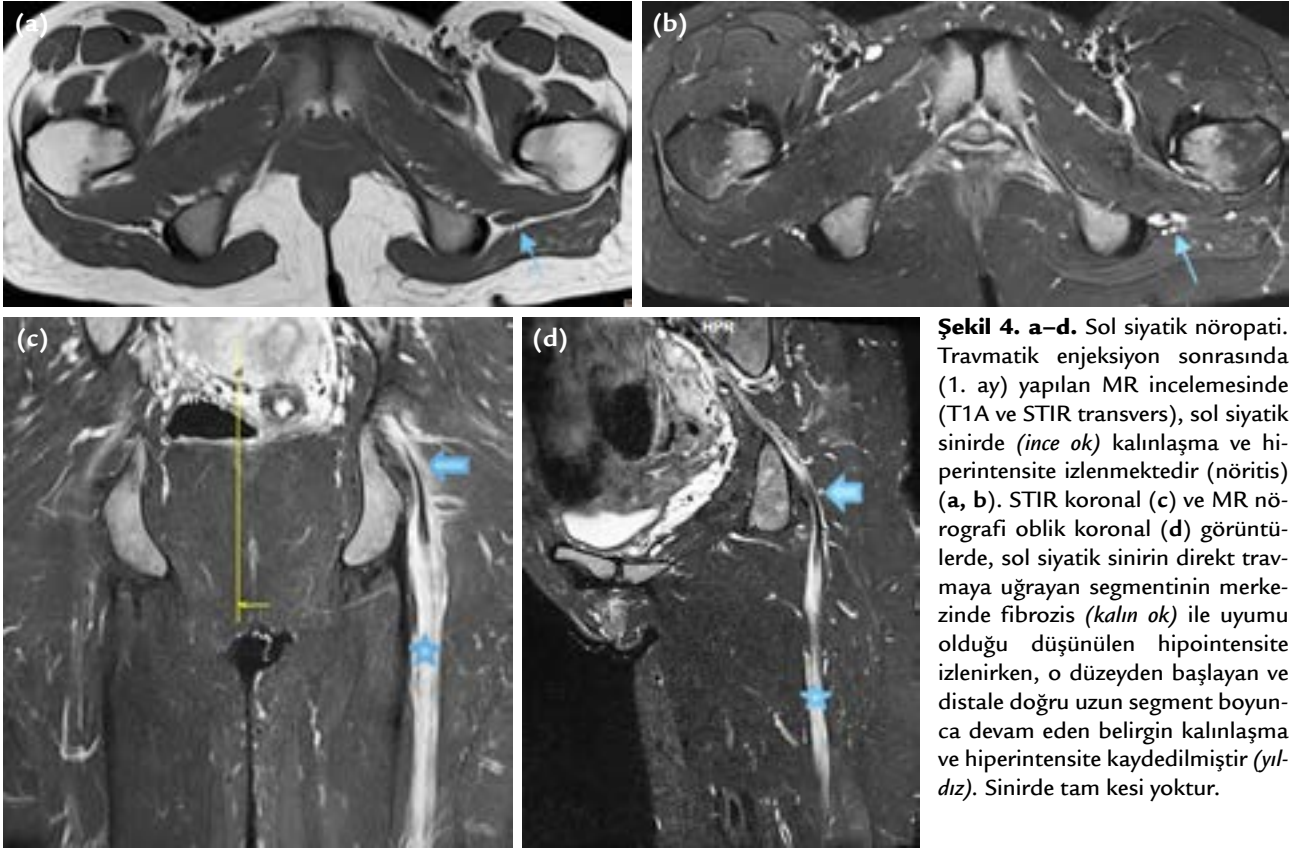 (a)
(b)
(c)
(d)
HPR
Şekil 4. a–d. Sol siyatik nöropati.
Travmatik enjeksiyon sonrasında
(1. ay) yapılan MR incelemesinde
(T1A ve STIR transvers), sol siyatik
sinirde (ince ok) kalınlaşma ve hi-
perintensite izlenmektedir (nöritis)
(a, b). STIR koronal (c) ve MR nö-
rografi oblik koronal (d) görüntü-
lerde, sol siyatik sinirin direkt trav-
maya uğrayan segmentinin merke-
zinde fibrozis (kalın ok) ile uyumu
olduğu düşünülen hipointensite
izlenirken, o düzeyden başlayan ve
distale doğru uzun segment boyun-
ca devam eden belirgin kalınlaşma
ve hiperintensite kaydedilmiştir (yıl-
dız). Sinirde tam kesi yoktur.